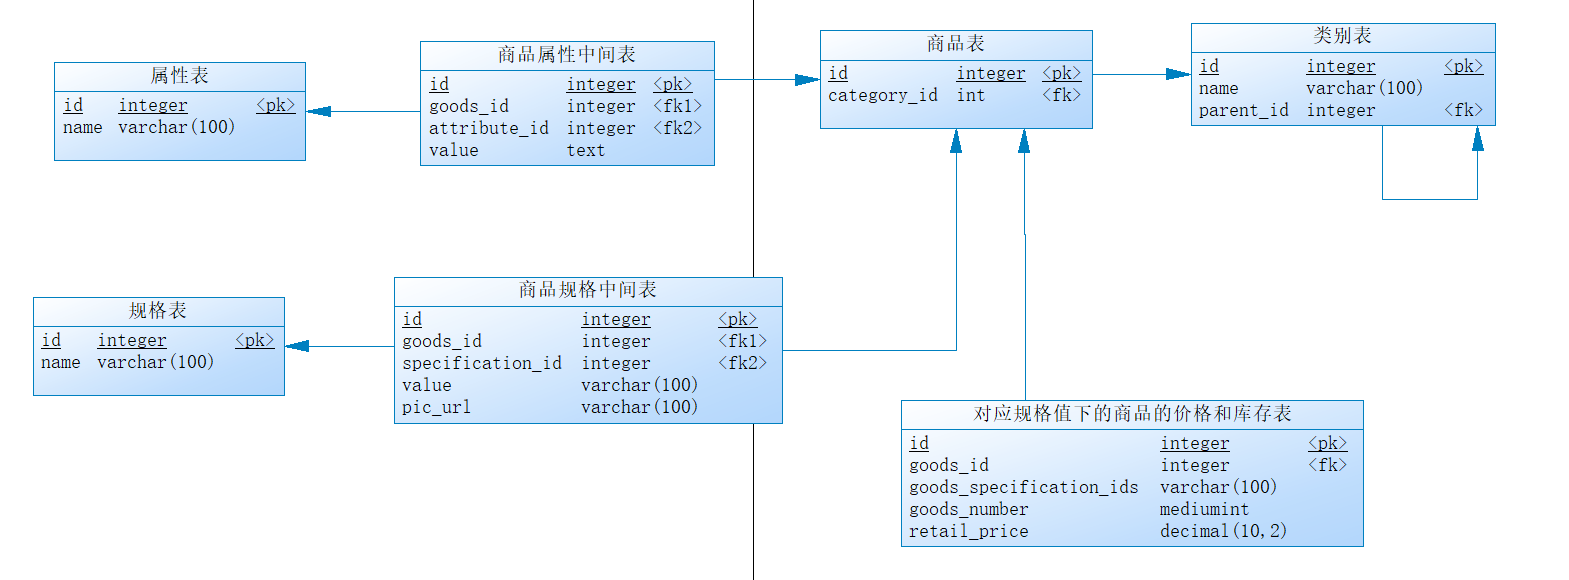 属性表
id integer <pk>
name varchar(100)
商品属性中间表
id integer <pk>
goods_id integer <fk1>
attribute_id integer <fk2>
value text
商品表
id integer <pk>
category_id int <fk>
类别表
id integer <pk>
name varchar(100)
parent_id integer <fk>
规格表
id integer <pk>
name varchar(100)
商品规格中间表
id integer <pk>
goods_id integer <fk1>
specification_id integer <fk2>
value varchar(100)
pic_url varchar(100)
对应规格值下的商品的价格和库存表
id integer <pk>
goods_id integer <fk>
goods_specification_ids varchar(100)
goods_number mediumint
retail_price decimal(10,2)